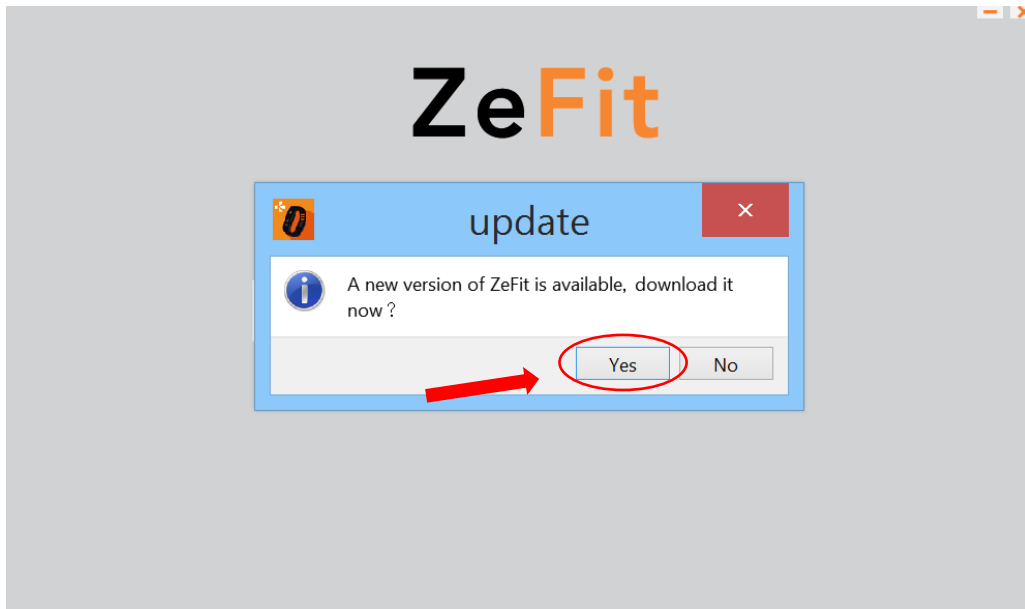 ZeFit
update
A new version of ZeFit is available, download it
now？
Yes No